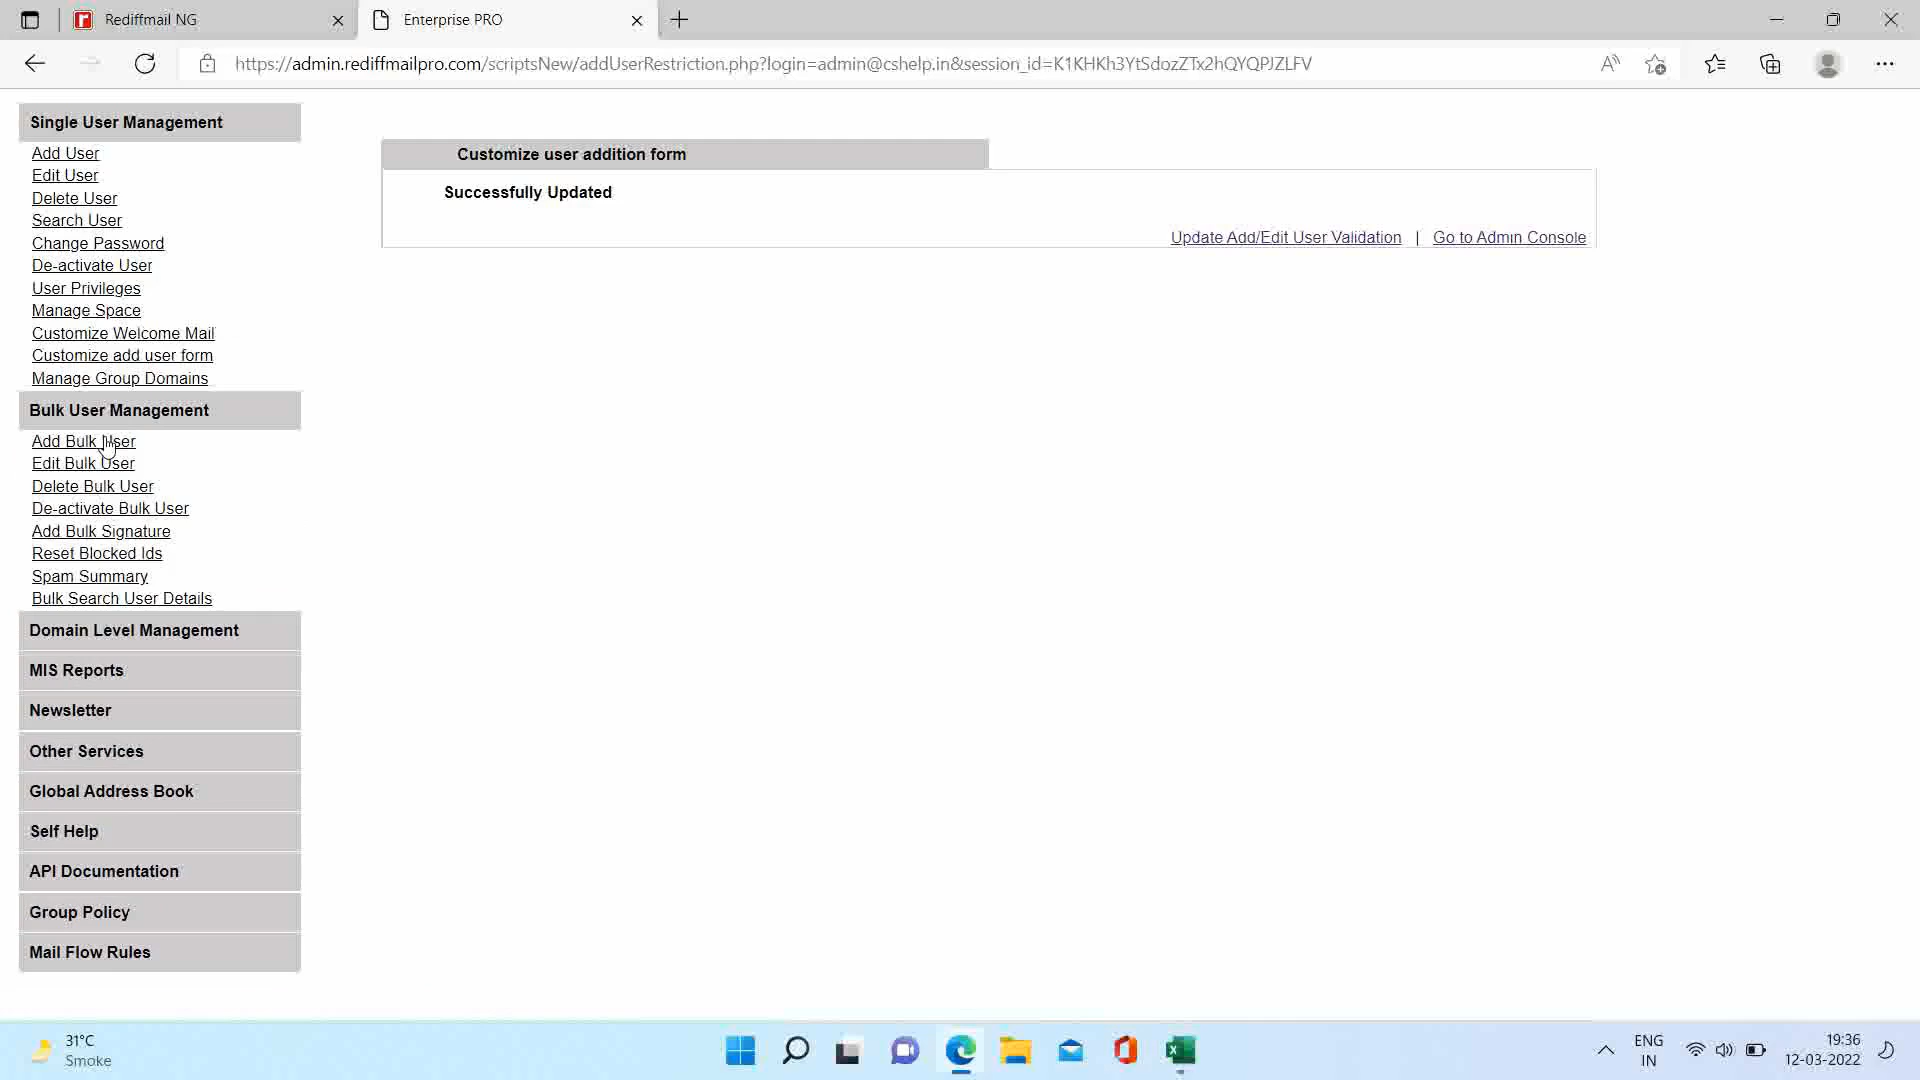 Rediffmail NG
Enterprise PRO
https://admin.rediffmailpro.com/scriptsNew/addUserRestriction.php?login=admin@cshelp.in&session_id=K1KHKh3YtSdozZTx2hQYQPJZLFV
Single User Management
Add User
Edit User
Delete User
Search User
Change Password
De-activate User
User Privileges
Manage Space
Customize Welcome Mail
Customize add user form
Manage Group Domains
Bulk User Management
Add Bulk User
Edit Bulk User
Delete Bulk User
De-activate Bulk User
Add Bulk Signature
Reset Blocked Ids
Spam Summary
Bulk Search User Details
Domain Level Management
MIS Reports
Newsletter
Other Services
Global Address Book
Self Help
API Documentation
Group Policy
Mail Flow Rules
Customize user addition form
Successfully Updated
Update Add/Edit User Validation | Go to Admin Console
31°C
Smoke
ENG
IN
19:36
12-03-2022